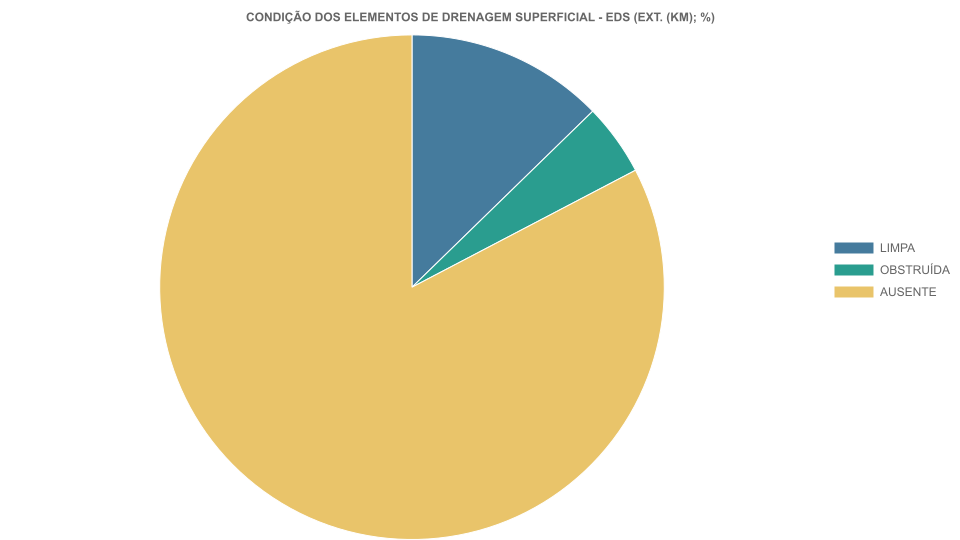 CONDIÇÃO DOS ELEMENTOS DE DRENAGEM SUPERFICIAL - EDS (EXT. (KM); %)
LIMPA
OBSTRUÍDA
AUSENTE